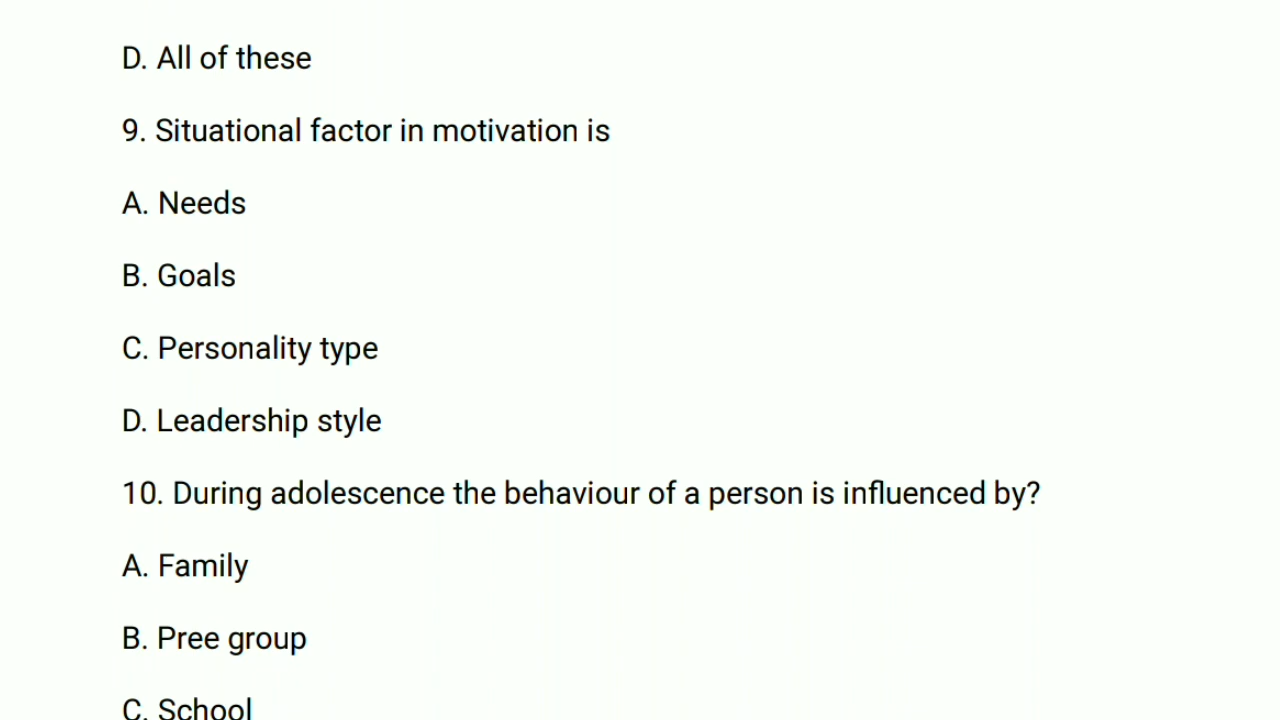 D. All of these
9. Situational factor in motivation is
A. Needs
B. Goals
C. Personality type
D. Leadership style
10. During adolescence the behaviour of a person is influenced by?
A. Family
B. Pree group
C. School